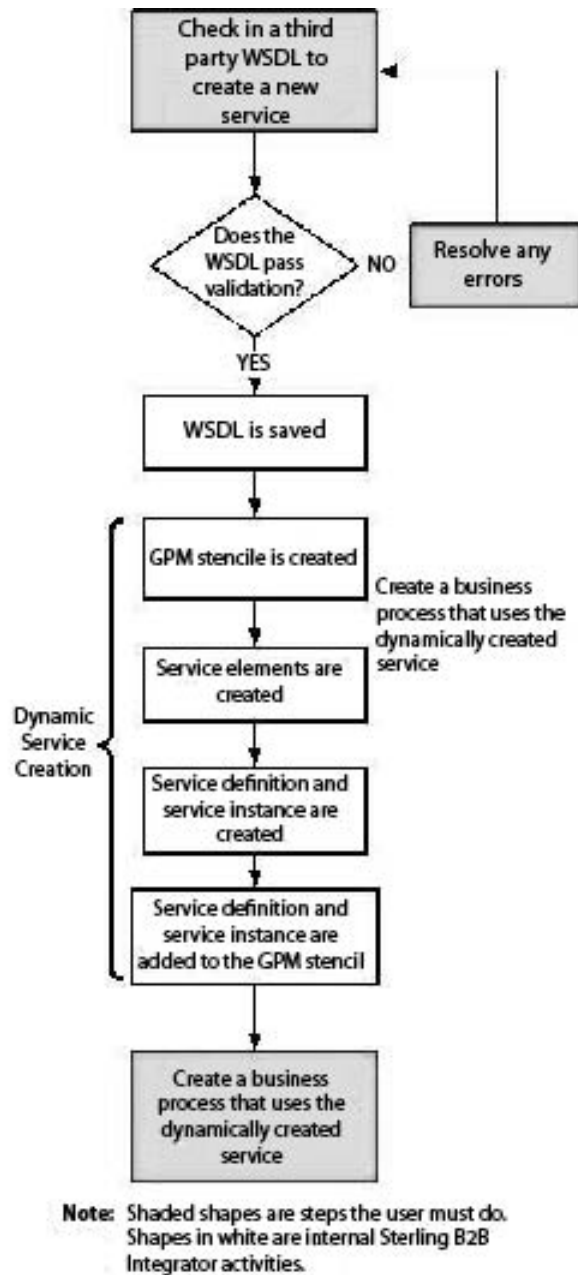 Check in a third
party WSDL to
create a new
service
Does the
WSDL pass
validation?
NO
Resolve any
errors
YES
WSDL is saved
GPM stencile is created
Create a business
process that uses the
dynamically created
service
Service elements are
created
Dynamic
Service
Creation
Service definition and
service instance are
created
Service definition and
service instance are
added to the GPM stencil
Create a business
process that uses the
dynamically created
service
Note: Shaded shapes are steps the user must do.
Shapes in white are internal Sterling B2B
Integrator activities.